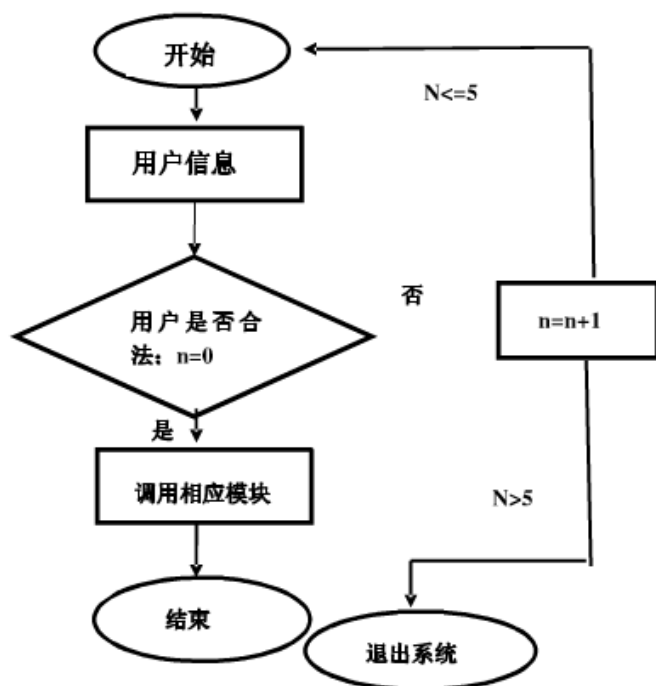 开始
N<=5
用户信息
用户是否合
法：n=0
否
n=n+1
是
调用相应模块
N>5
结束
退出系统